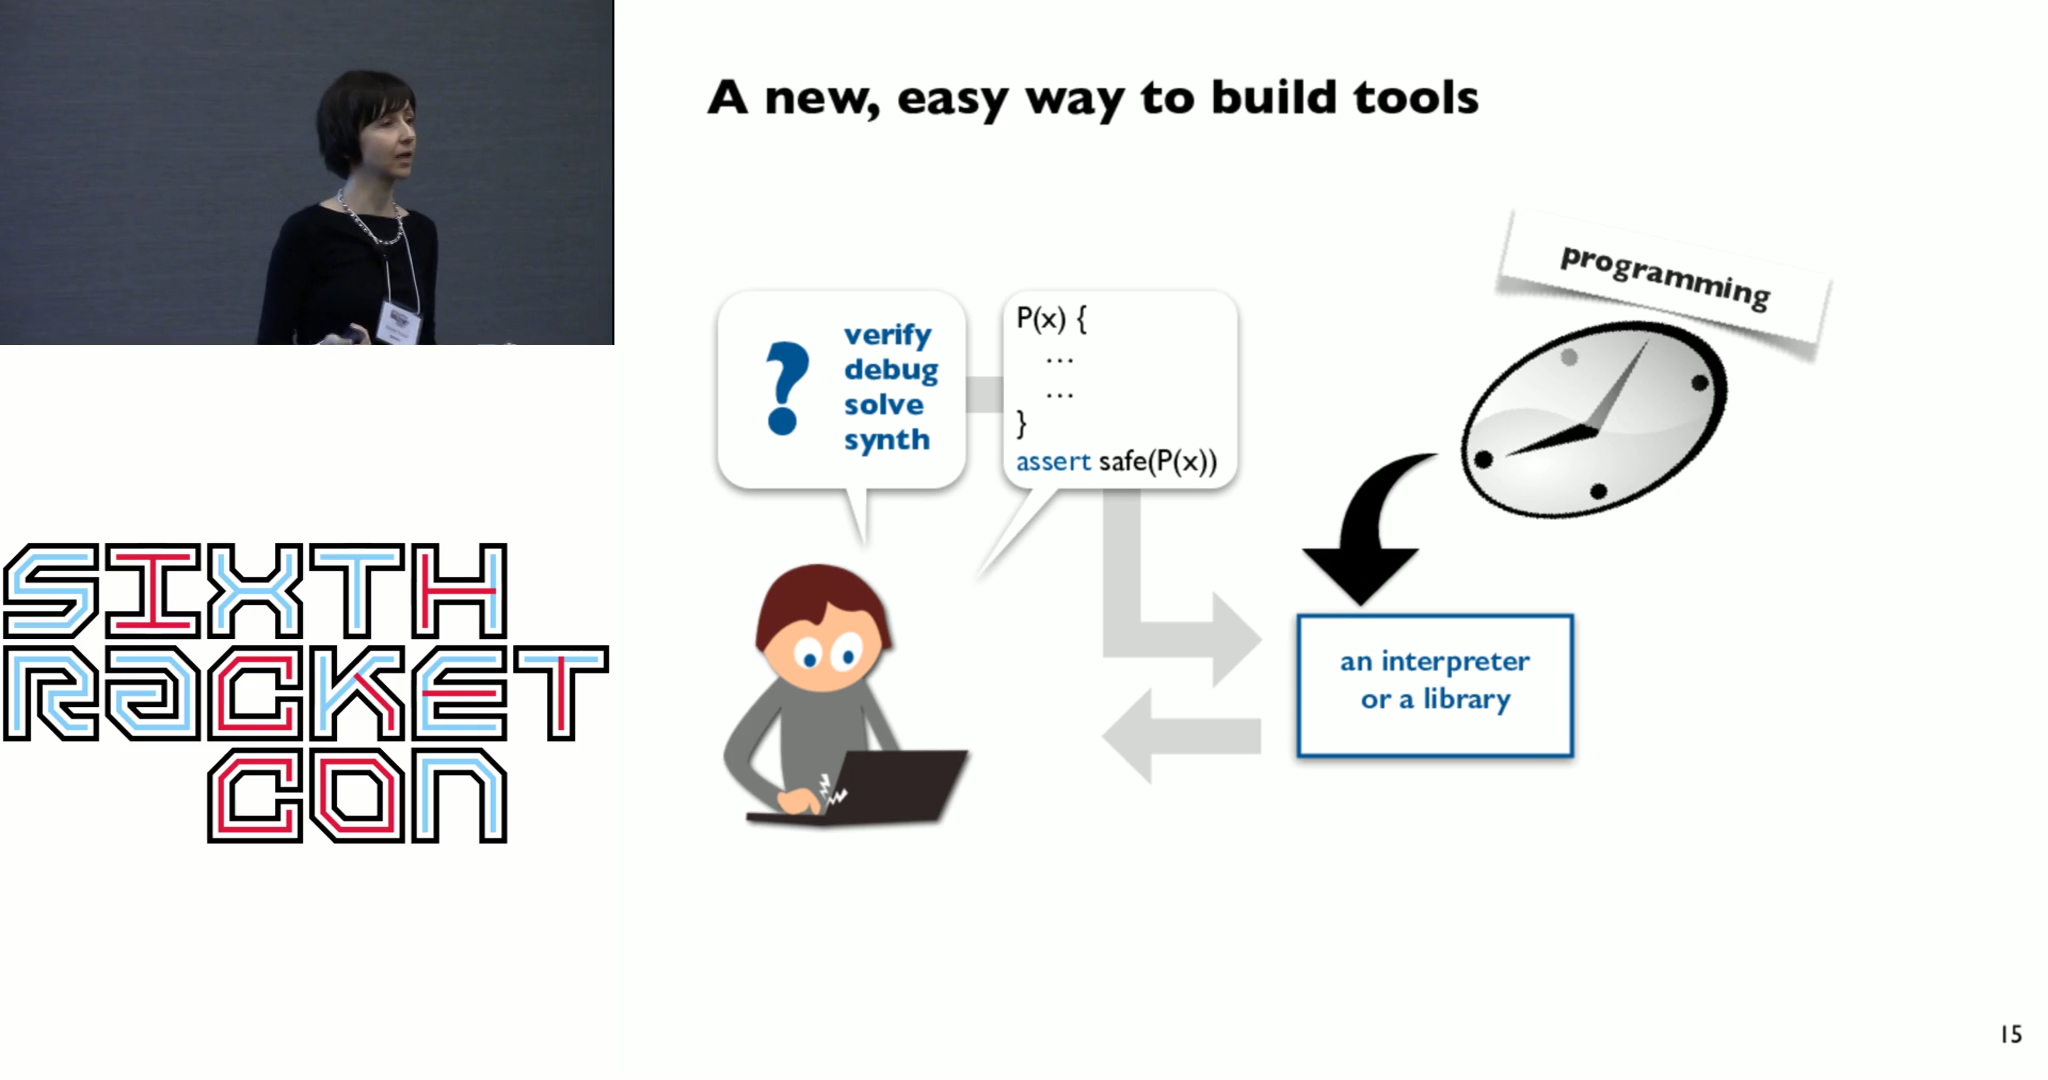 A new, easy way to build tools
programming
?
verify
debug
solve
synth
P(x) {
...
...
}
assert safe(P(x))
an interpreter
or a library
SIXTH
RACKET
CON
15